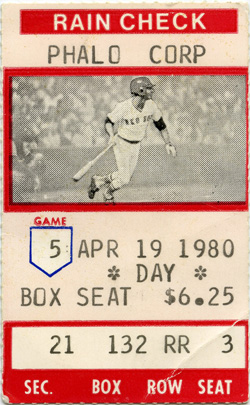 RAIN CHECK
PHALO CORP
RED SOX
GAME
5 APR 19 1980
* DAY *
BOX SEAT $6.25
21 132 RR 3
SEC. BOX ROW SEAT